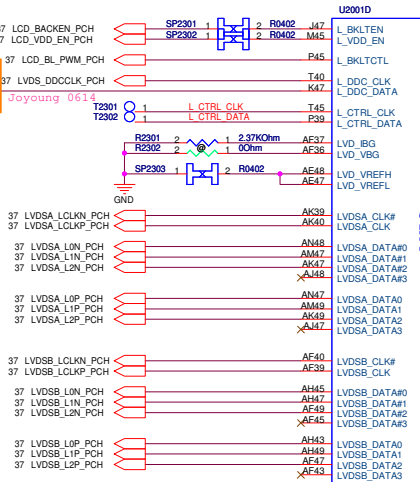 U2001D
37 LCD_BACKEN_PCH SP2301 1 2 R0402 J47 L_BKLTEN
37 LCD_VDD_EN_PCH SP2302 1 2 R0402 M45 L_VDD_EN
37 LCD_BL_PWM_PCH P45 L_BKLTCTL
37 LVDS_DDCCLK_PCH T40 L_DDC_CLK
K47 L_DDC_DATA
Joyoung 0614
T2301 1 L_CTRL_CLK T45 L_CTRL_CLK
T2302 1 L_CTRL_DATA P39 L_CTRL_DATA
R2301 2 1 2.37KOhm AF37 LVD_IBG
R2302 2 @ 1 0Ohm AF36 LVD_VBG
SP2303 1 2 R0402 AE48 LVD_VREFH
AE47 LVD_VREFL
GND
37 LVDSA_LCLKN_PCH AK39 LVDSA_CLK#
37 LVDSA_LCLKP_PCH AK40 LVDSA_CLK
37 LVDSA_L0N_PCH AN48 LVDSA_DATA#0
37 LVDSA_L1N_PCH AM47 LVDSA_DATA#1
37 LVDSA_L2N_PCH AK47 LVDSA_DATA#2
AJ48 LVDSA_DATA#3
37 LVDSA_L0P_PCH AN47 LVDSA_DATA0
37 LVDSA_L1P_PCH AM49 LVDSA_DATA1
37 LVDSA_L2P_PCH AK49 LVDSA_DATA2
AJ47 LVDSA_DATA3
37 LVDSB_LCLKN_PCH AF40 LVDSB_CLK#
37 LVDSB_LCLKP_PCH AF39 LVDSB_CLK
37 LVDSB_L0N_PCH AH45 LVDSB_DATA#0
37 LVDSB_L1N_PCH AH47 LVDSB_DATA#1
37 LVDSB_L2N_PCH AF49 LVDSB_DATA#2
AF45 LVDSB_DATA#3
37 LVDSB_L0P_PCH AH43 LVDSB_DATA0
37 LVDSB_L1P_PCH AH49 LVDSB_DATA1
37 LVDSB_L2P_PCH AF47 LVDSB_DATA2
AF43 LVDSB_DATA3